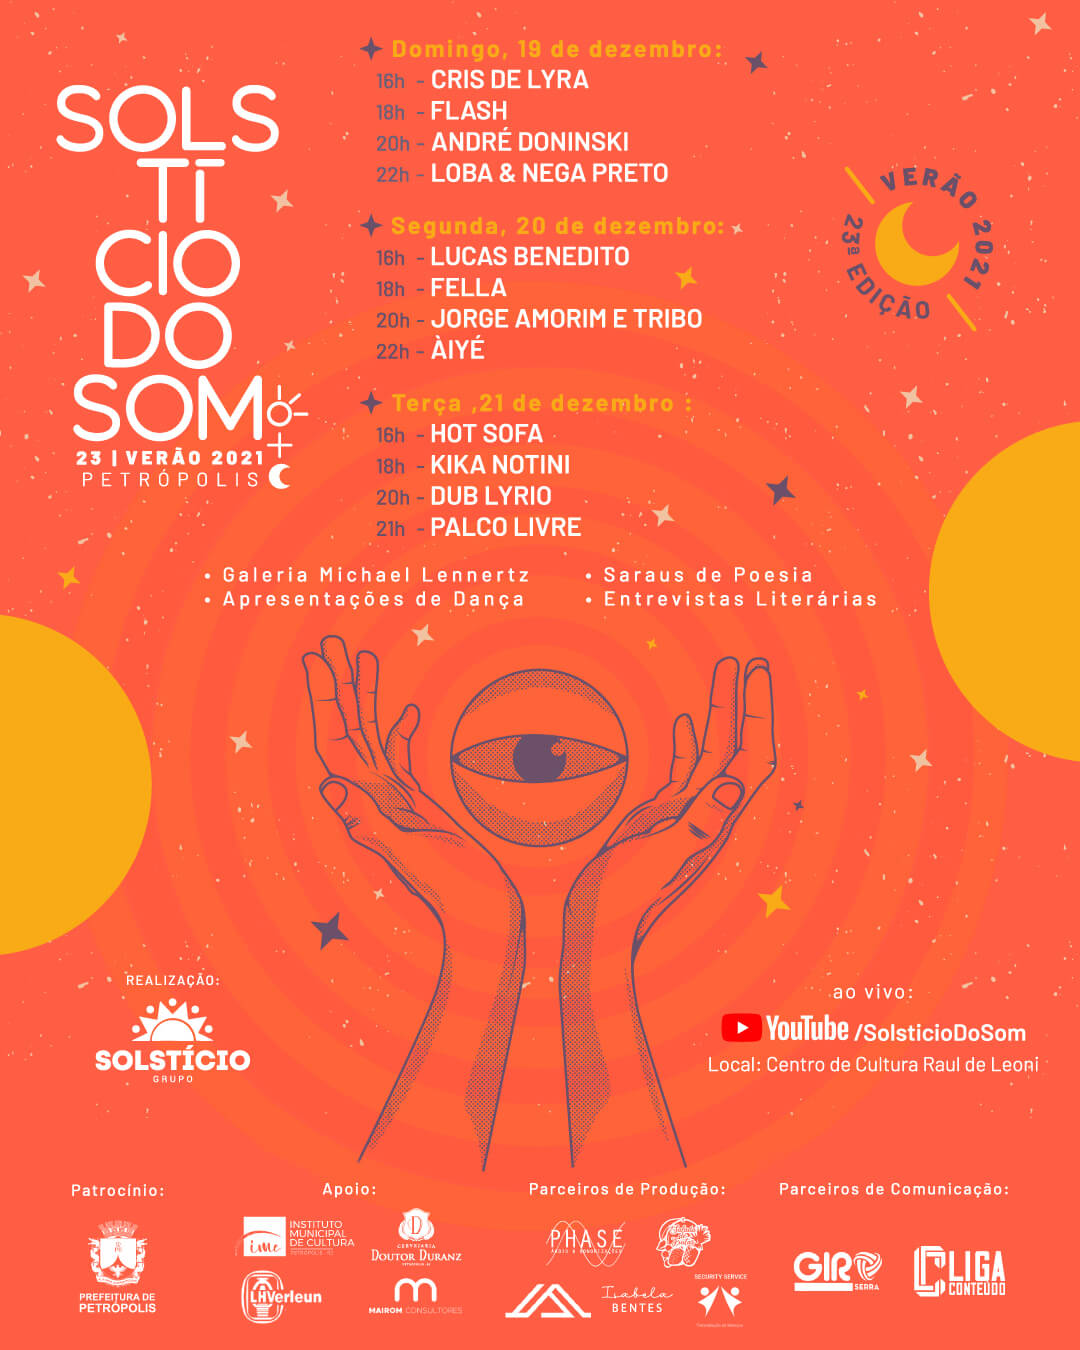 SOLS
TÍ
CIO
DO
SOM
23 | VERÃO 2021
PETRÓPOLIS
Domingo, 19 de dezembro:
16h - CRIS DE LYRA
18h - FLASH
20h - ANDRÉ DONINSKI
22h - LOBA & NEGA PRETO
Segunda, 20 de dezembro:
16h - LUCAS BENEDITO
18h - FELLA
20h - JORGE AMORIM E TRIBO
22h - ÀIYÉ
Terça ,21 de dezembro :
16h - HOT SOFA
18h - KIKA NOTINI
20h - DUB LYRIO
21h - PALCO LIVRE
VERÃO 2021
23ª EDIÇÃO
• Galeria Michael Lennertz
• Apresentações de Dança
• Saraus de Poesia
• Entrevistas Literárias
REALIZAÇÃO:
SOLSTÍCIO
GRUPO
ao vivo:
YouTube /SolsticioDoSom
Local: Centro de Cultura Raul de Leoni
Patrocínio:
PREFEITURA DE
PETRÓPOLIS
Apoio:
imc
INSTITUTO
MUNICIPAL
DE CULTURA
PETRÓPOLIS - RJ
D
CERVEJARIA
DOUTOR DURANZ
PETRÓPOLIS - RJ
LHVerleun
MAIROM CONSULTORES
Parceiros de Produção:
PHASE
Isabela
BENTES
SECURITY SERVICE
Parceiros de Comunicação:
GIRO
SERRA
LIGA
CONTEÚDO